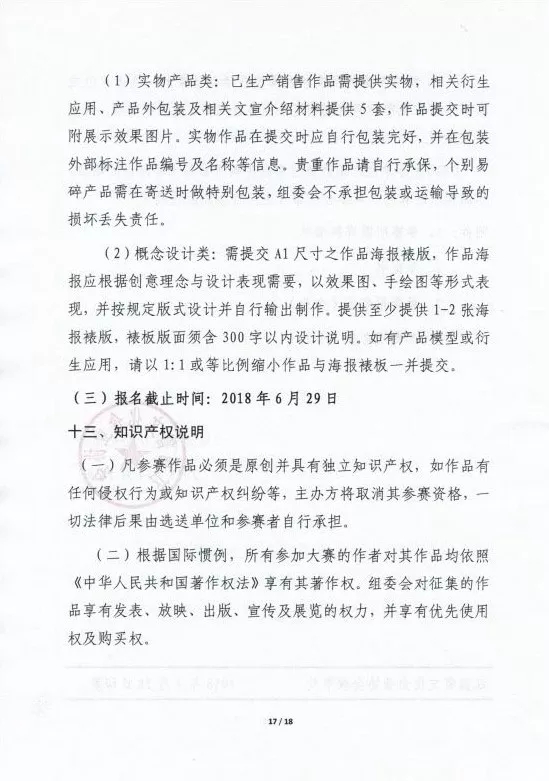 （1）实物产品类：已生产销售作品需提供实物，相关衍生
应用、产品外包装及相关文宣介绍材料提供 5 套，作品提交时可
附展示效果图片。实物作品在提交时应自行包装完好，并在包装
外部标注作品编号及名称等信息。贵重作品请自行承保，个别易
碎产品需在寄送时做特别包装，组委会不承担包装或运输导致的
损坏丢失责任。
（2）概念设计类：需提交 A1 尺寸之作品海报裱版，作品海
报应根据创意理念与设计表现需要，以效果图、手绘图等形式表
现，并按规定版式设计并自行输出制作。提供至少提供 1-2 张海
报裱版，裱板版面须含 300 字以内设计说明。如有产品模型或衍
生应用，请以 1：1 或等比例缩小作品与海报裱板一并提交。
（三）报名截止时间：2018 年 6 月 29 日
十三、知识产权说明
（一）凡参赛作品必须是原创并具有独立知识产权，如作品有
任何侵权行为或知识产权纠纷等，主办方将取消其参赛资格，一
切法律后果由选送单位和参赛者自行承担。
（二）根据国际惯例，所有参加大赛的作者对其作品均依照
《中华人民共和国著作权法》享有其著作权。组委会对征集的作
品享有发表、放映、出版、宣传及展览的权力，并享有优先使用
权及购买权。
17 / 18